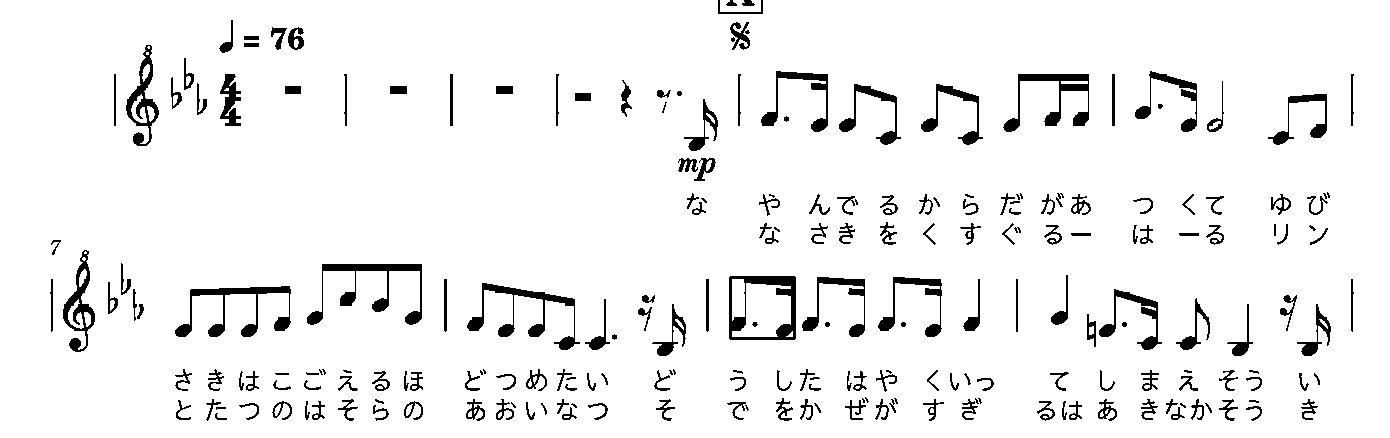 = 76
mp
な や んで る か ら だ があ つ くて ゆ び
な さき を く す ぐ るー は ーる リ ン
7
さ き は こ ご え る ほ ど つ め た い ど う した はや くいっ て し ま え そう い
と た つ の は そ ら の あ お い な つ そ で をか ぜが す ぎ るは あ きなか そう き